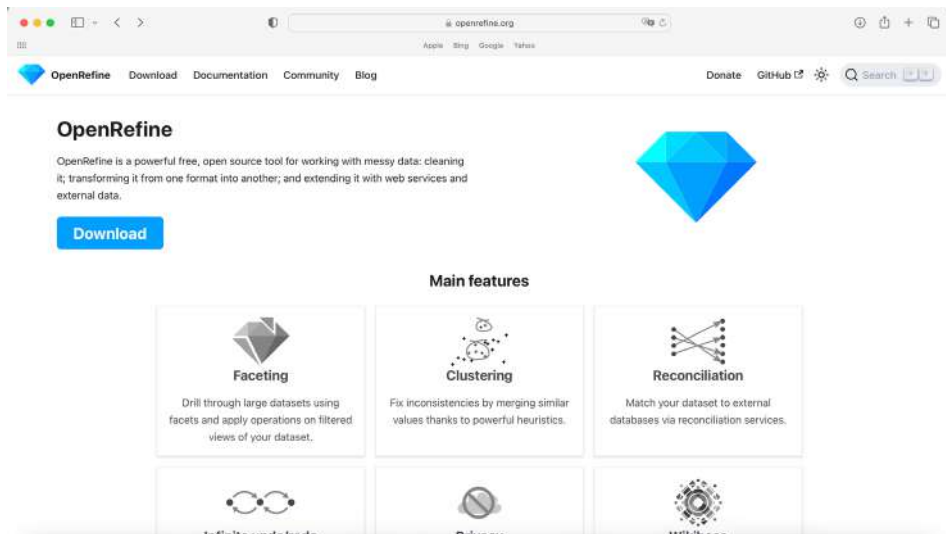 openrefine.org
Apple Bing Google Yahoo
OpenRefine Download Documentation Community Blog Donate GitHub Search
OpenRefine
OpenRefine is a powerful free, open source tool for working with messy data: cleaning
it; transforming it from one format into another; and extending it with web services and
external data.
Download
Main features
Faceting
Drill through large datasets using
facets and apply operations on filtered
views of your dataset.
Clustering
Fix inconsistencies by merging similar
values thanks to powerful heuristics.
Reconciliation
Match your dataset to external
databases via reconciliation services.